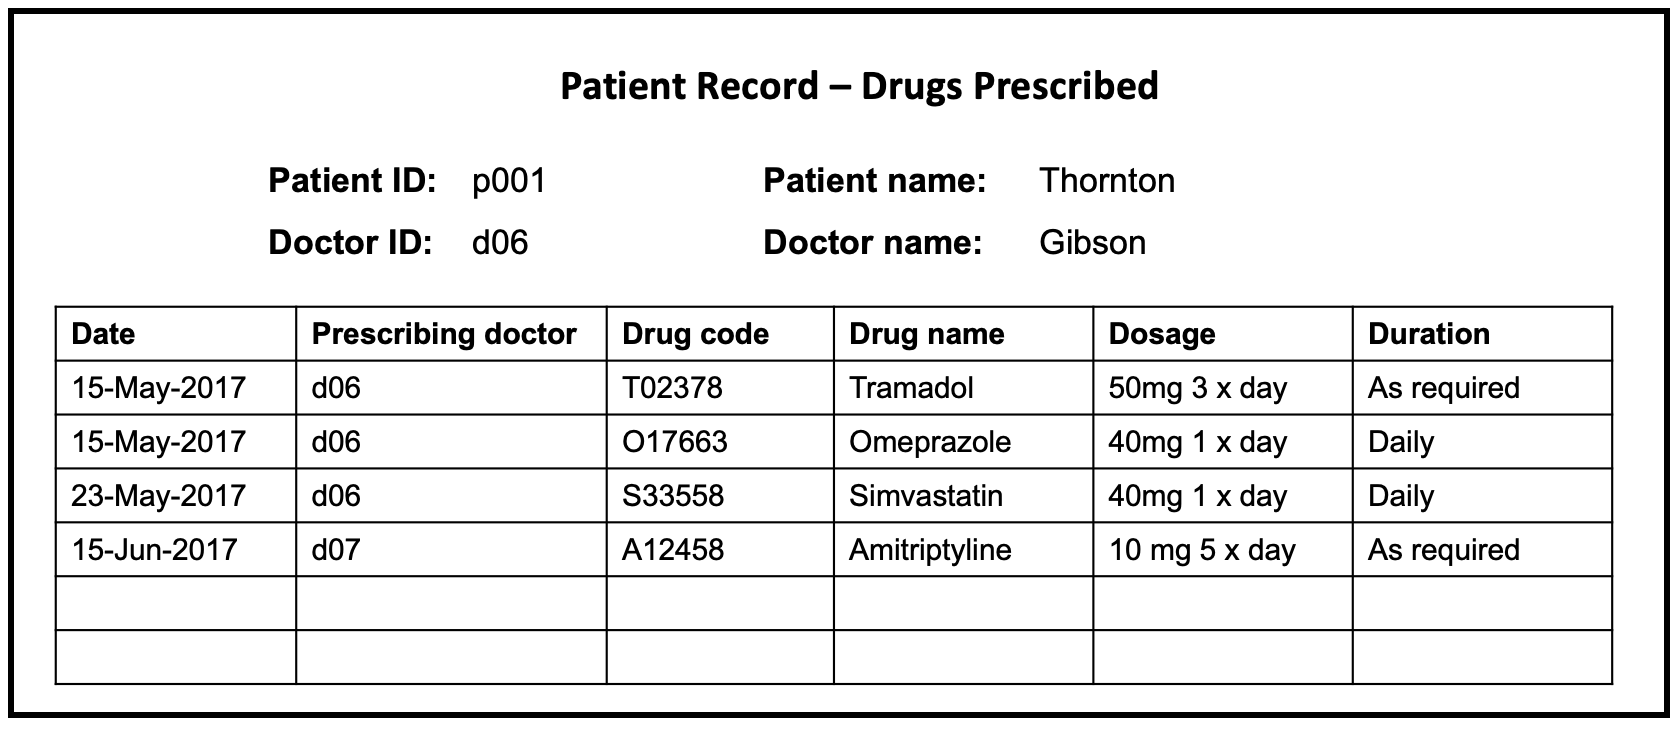 Patient Record – Drugs Prescribed
Patient ID: p001 Patient name: Thornton
Doctor ID: d06 Doctor name: Gibson
Date Prescribing doctor Drug code Drug name Dosage Duration
15-May-2017 d06 T02378 Tramadol 50mg 3 x day As required
15-May-2017 d06 O17663 Omeprazole 40mg 1 x day Daily
23-May-2017 d06 S33558 Simvastatin 40mg 1 x day Daily
15-Jun-2017 d07 A12458 Amitriptyline 10 mg 5 x day As required